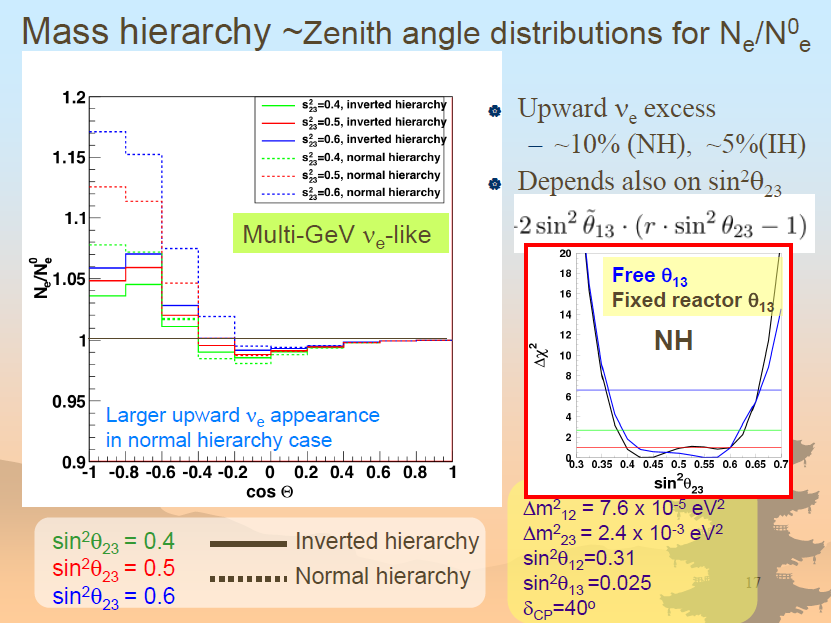 Mass hierarchy ~Zenith angle distributions for Nₑ/N⁰ₑ
1.2
1.15
1.1
1.05
1
0.95
0.9
Nₑ/N⁰ₑ
s²₂₃=0.4, inverted hierarchy
s²₂₃=0.5, inverted hierarchy
s²₂₃=0.6, inverted hierarchy
s²₂₃=0.4, normal hierarchy
s²₂₃=0.5, normal hierarchy
s²₂₃=0.6, normal hierarchy
Multi-GeV νₑ-like
Larger upward νₑ appearance
in normal hierarchy case
-1 -0.8 -0.6 -0.4 -0.2 0 0.2 0.4 0.6 0.8 1
cos Θ
Upward νₑ excess
– ~10% (NH), ~5%(IH)
Depends also on sin²θ₂₃
-2 sin² θ̃₁₃ · (r · sin² θ₂₃ − 1)
20
18
16
14
12
10
8
6
4
2
0
Δχ²
Free θ₁₃
Fixed reactor θ₁₃
NH
0.3 0.35 0.4 0.45 0.5 0.55 0.6 0.65 0.7
sin²θ₂₃
sin²θ₂₃ = 0.4
sin²θ₂₃ = 0.5
sin²θ₂₃ = 0.6
Inverted hierarchy
Normal hierarchy
Δm²₁₂ = 7.6 x 10⁻⁵ eV²
Δm²₂₃ = 2.4 x 10⁻³ eV²
sin²θ₁₂=0.31
sin²θ₁₃ =0.025
δCP=40º
17